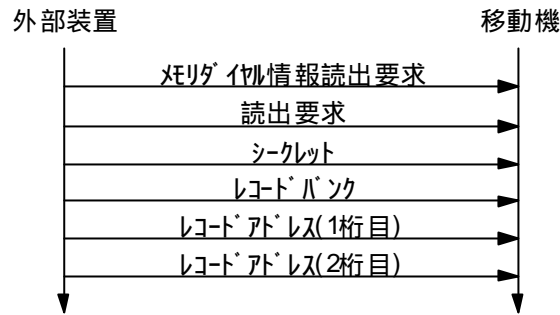 外部装置 移動機
ﾒﾓﾘﾀﾞｲﾔﾙ情報読出要求
読出要求
ｼｰｸﾚｯﾄ
ﾚｺｰﾄﾞﾊﾞﾝｸ
ﾚｺｰﾄﾞｱﾄﾞﾚｽ(1桁目)
ﾚｺｰﾄﾞｱﾄﾞﾚｽ(2桁目)